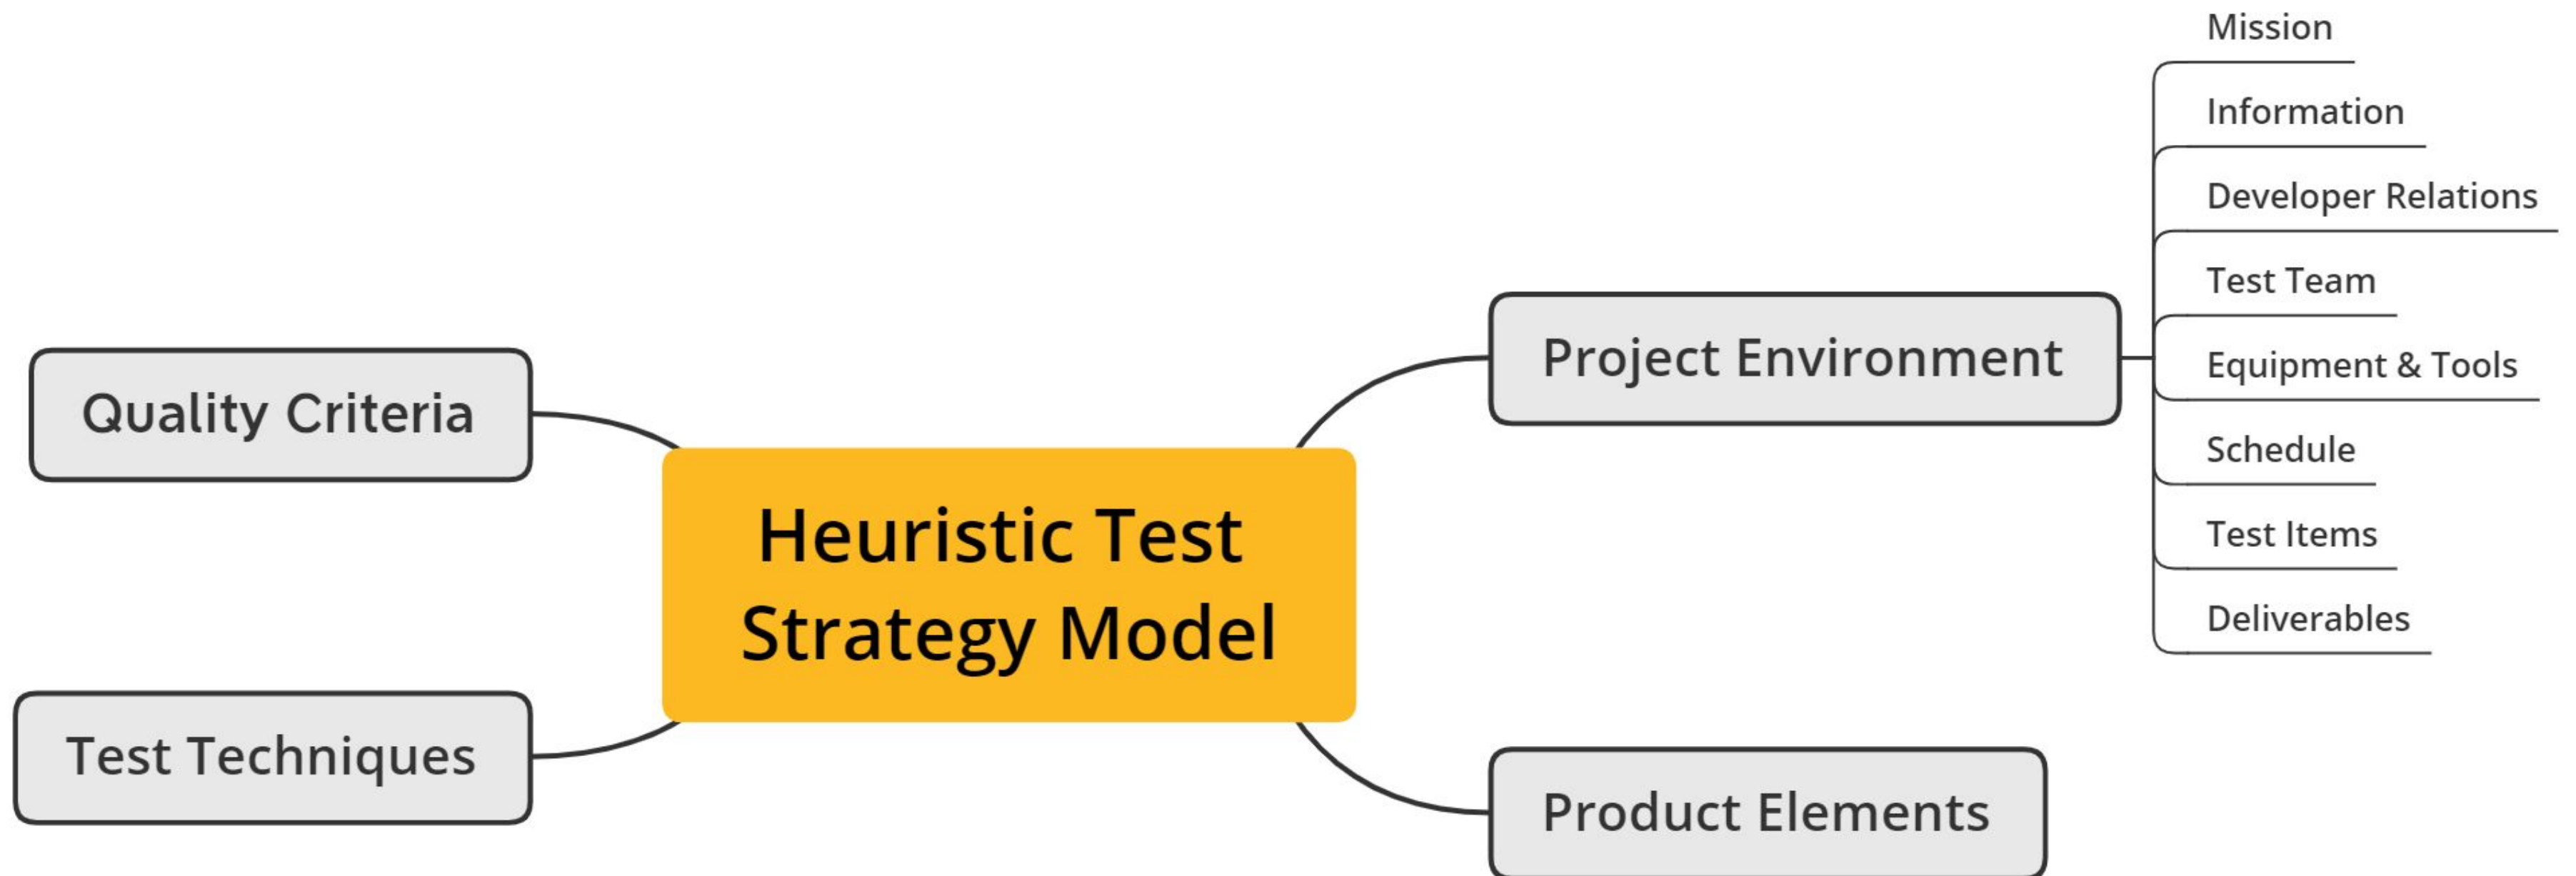 Quality Criteria
Test Techniques
Heuristic Test
Strategy Model
Project Environment
Mission
Information
Developer Relations
Test Team
Equipment & Tools
Schedule
Test Items
Deliverables
Product Elements